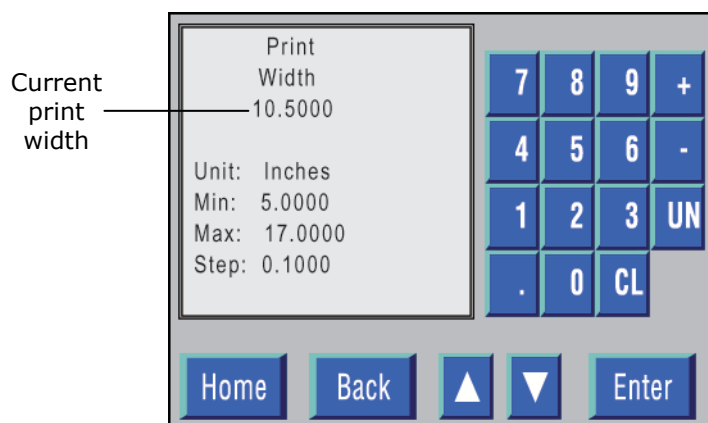 Current
print
width
Print
Width
10.5000
Unit: Inches
Min: 5.0000
Max: 17.0000
Step: 0.1000
7 8 9 +
4 5 6 -
1 2 3 UN
. 0 CL
Home Back Enter